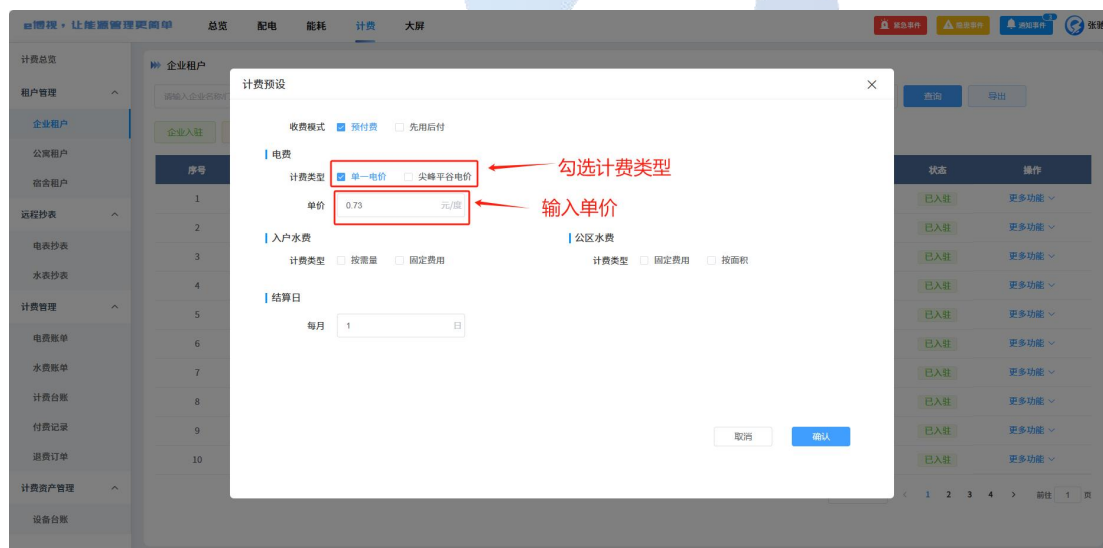 e博视·让能源管理更简单 总览 配电 能耗 计费 大屏 紧急事件
计费总览
企业租户
租户管理
企业租户
公寓租户
宿舍租户
远程抄表
电表抄表
水表抄表
计费管理
电费账单
水费账单
计费台账
付费记录
退费订单
计费资产管理
设备台账
查询 导出
企业入驻
序号 状态 操作
1 已入驻 更多功能
2 已入驻 更多功能
3 已入驻 更多功能
4 已入驻 更多功能
5 已入驻 更多功能
6 已入驻 更多功能
7 已入驻 更多功能
8 已入驻 更多功能
9 已入驻 更多功能
10 已入驻 更多功能
1 2 3 4 前往 1 页
计费预设
收费模式 预付费 先用后付
电费
计费类型 单一电价 尖峰平谷电价
勾选计费类型
单价 0.73 元/度
输入单价
入户水费 公区水费
计费类型 按需量 固定费用 计费类型 固定费用 按面积
结算日
每月 1 日
取消 确认